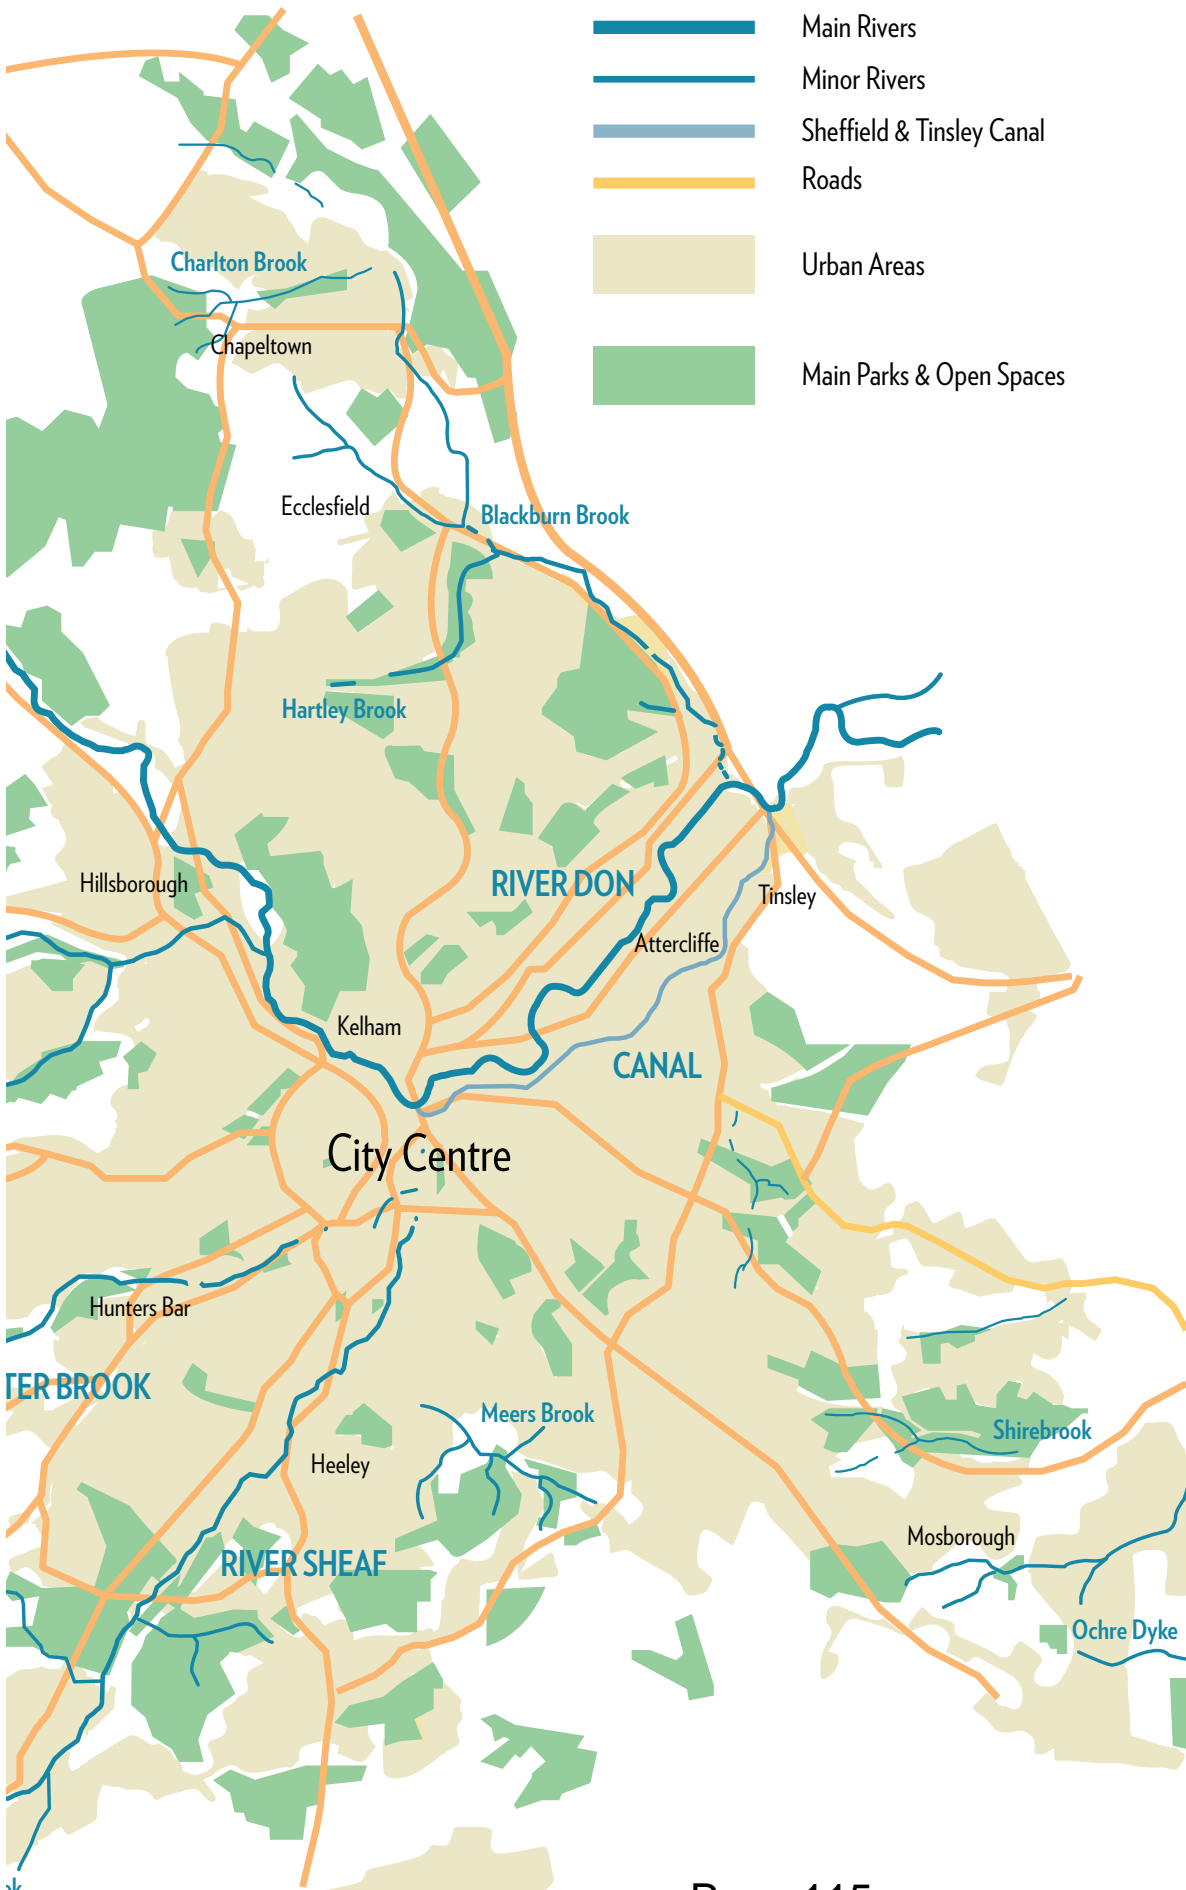 Main Rivers
Minor Rivers
Sheffield & Tinsley Canal
Roads
Urban Areas
Main Parks & Open Spaces
Charlton Brook
Chapeltown
Ecclesfield
Blackburn Brook
Hartley Brook
Hillsborough
RIVER DON
Tinsley
Attercliffe
Kelham
CANAL
City Centre
Hunters Bar
TER BROOK
Meers Brook
Shirebrook
Heeley
Mosborough
RIVER SHEAF
Ochre Dyke